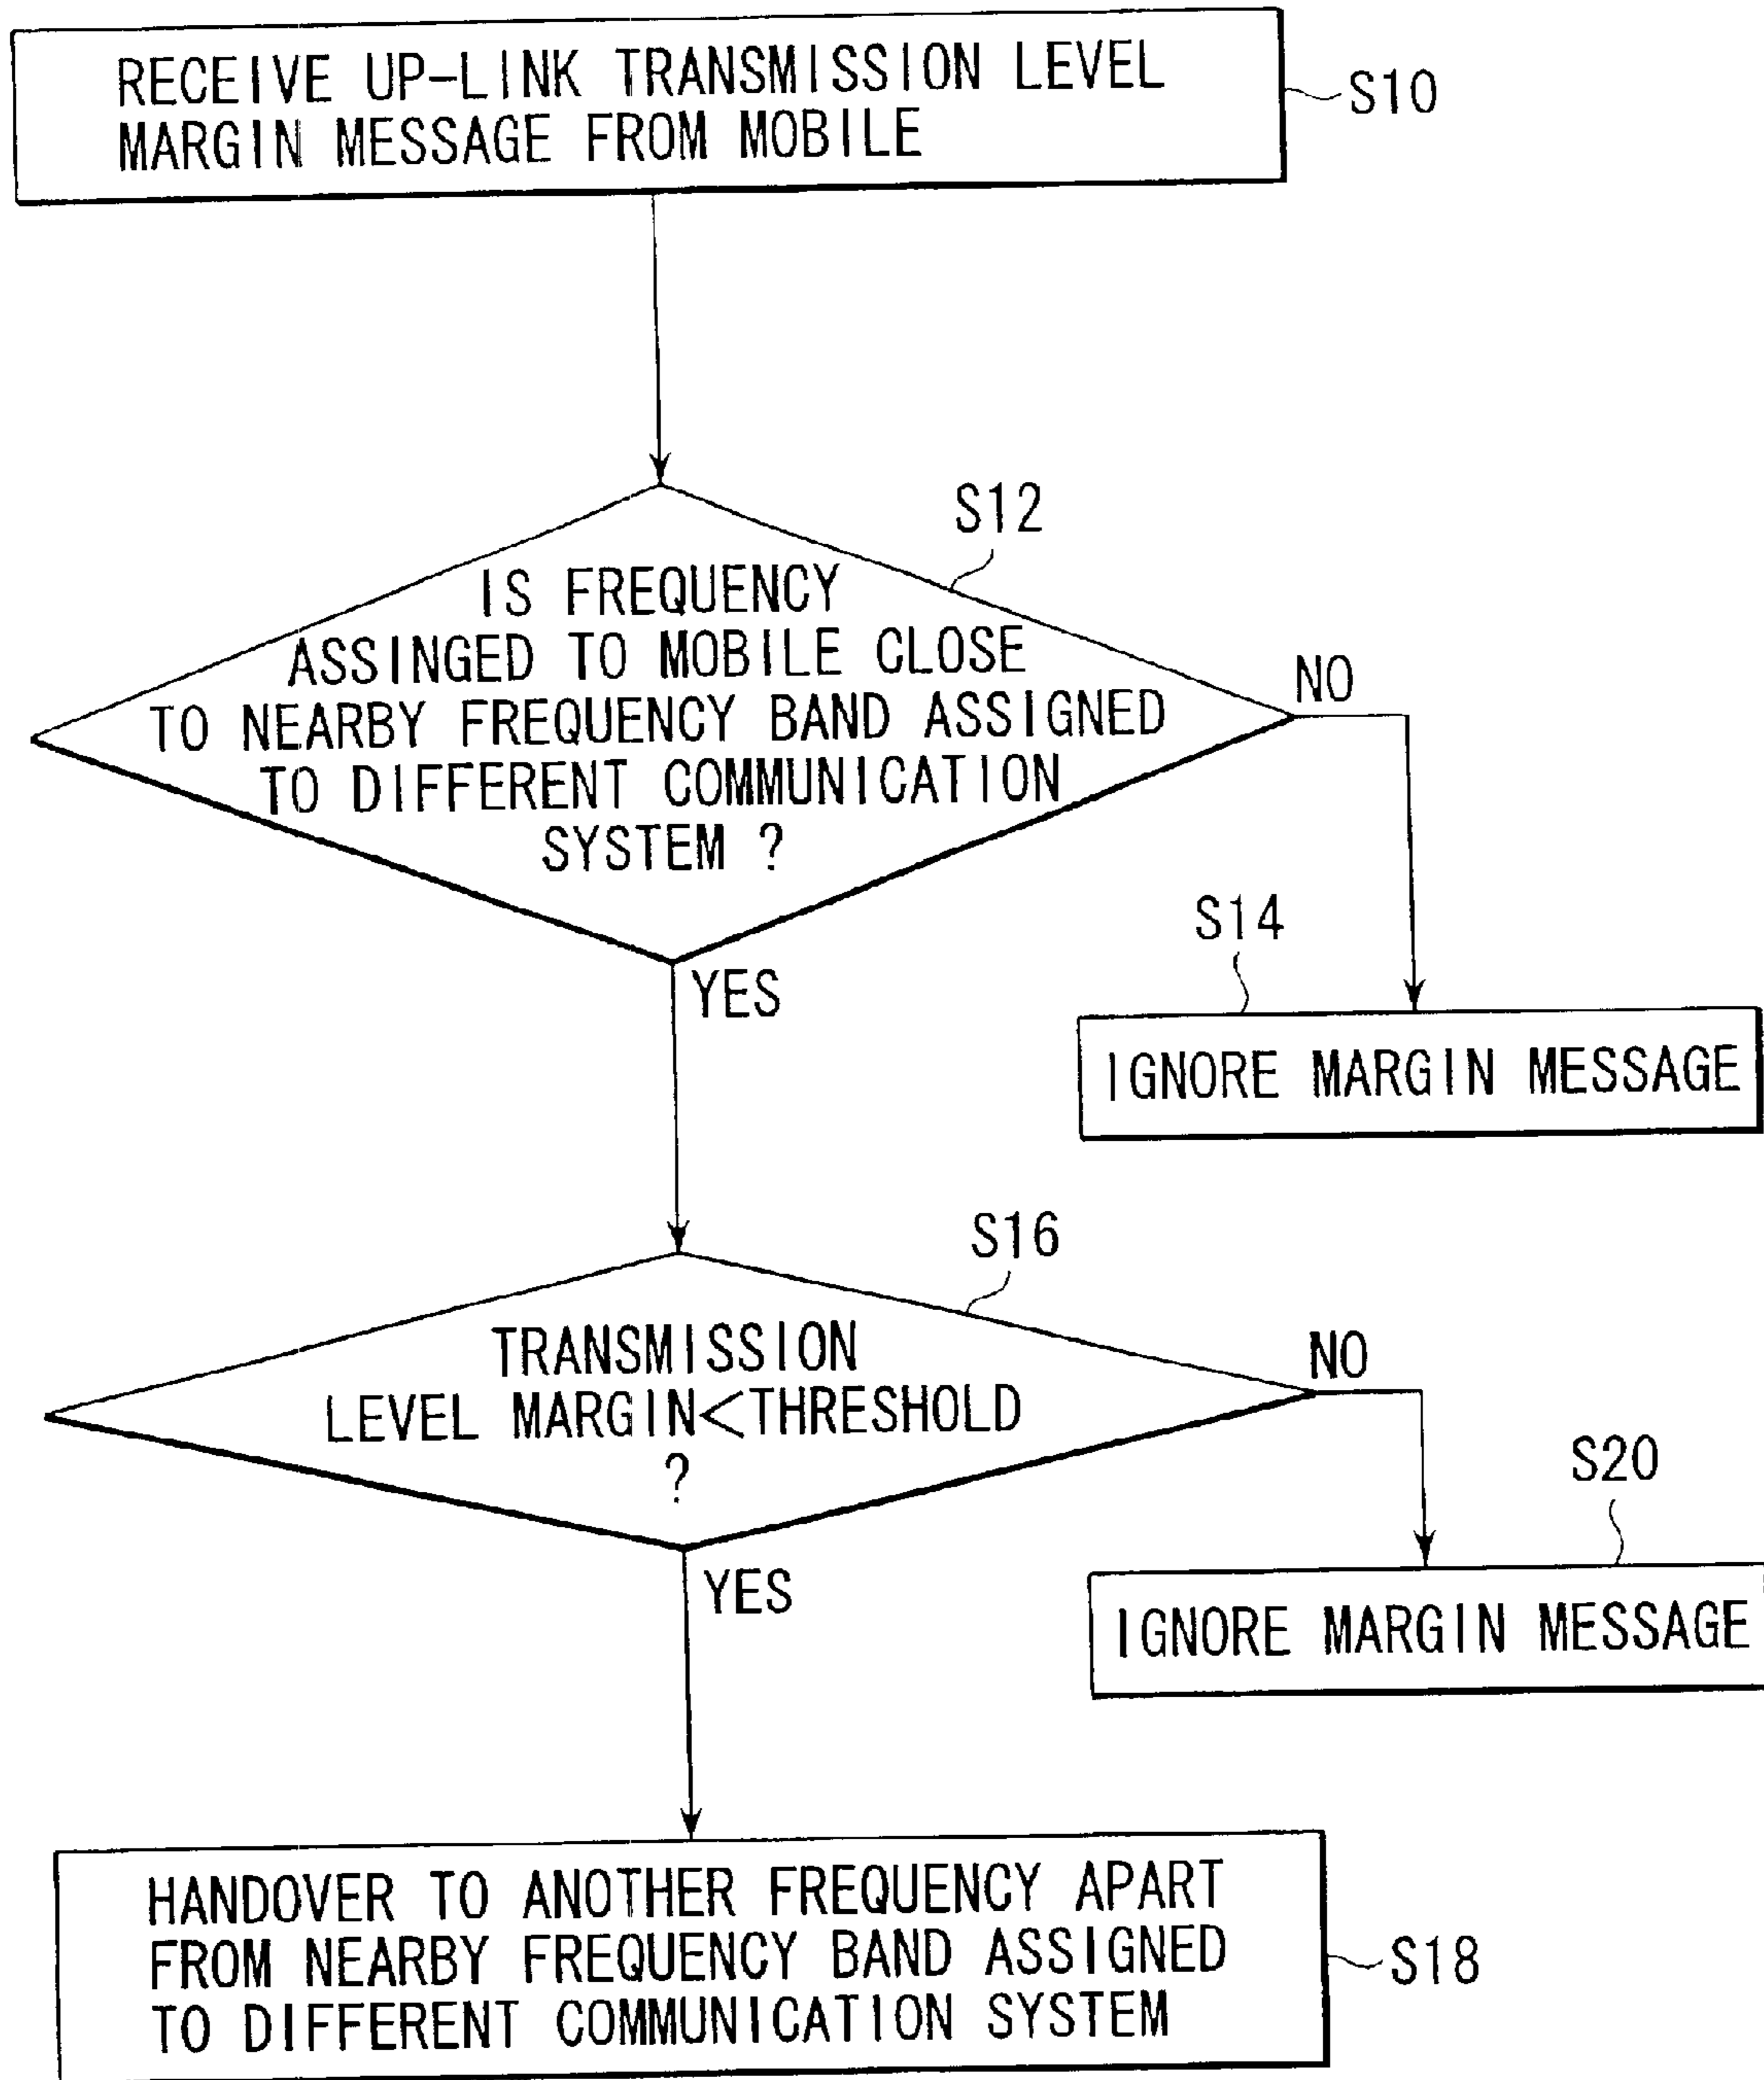 RECEIVE UP-LINK TRANSMISSION LEVEL
MARGIN MESSAGE FROM MOBILE
S10
S12
IS FREQUENCY
ASSINGED TO MOBILE CLOSE
TO NEARBY FREQUENCY BAND ASSIGNED
TO DIFFERENT COMMUNICATION
SYSTEM ?
NO
YES
S14
IGNORE MARGIN MESSAGE
S16
TRANSMISSION
LEVEL MARGIN<THRESHOLD
?
NO
YES
S20
IGNORE MARGIN MESSAGE
HANDOVER TO ANOTHER FREQUENCY APART
FROM NEARBY FREQUENCY BAND ASSIGNED
TO DIFFERENT COMMUNICATION SYSTEM
S18